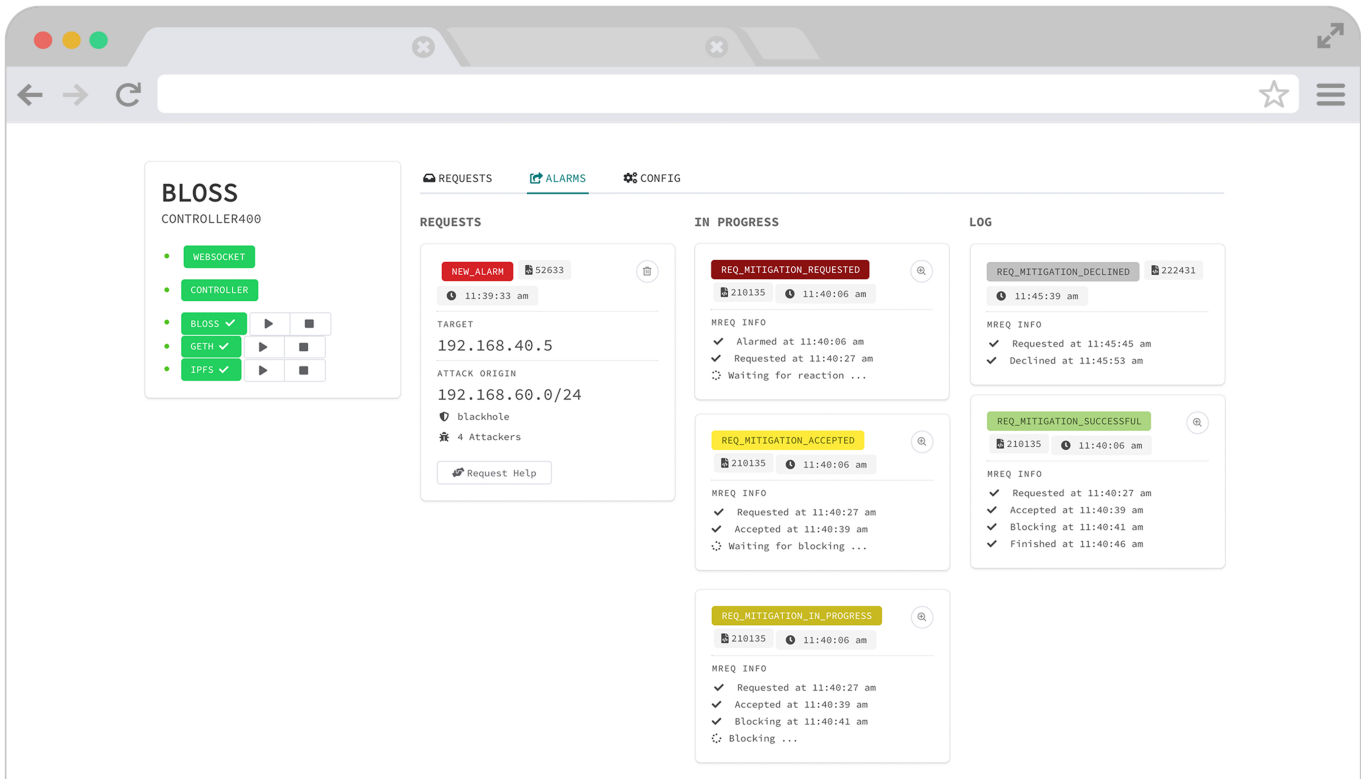 BLOSS
CONTROLLER400
WEBSOCKET
CONTROLLER
BLOSS
GETH
IPFS
REQUESTS ALARMS CONFIG
REQUESTS
NEW_ALARM 52633
11:39:33 am
TARGET
192.168.40.5
ATTACK ORIGIN
192.168.60.0/24
blackhole
4 Attackers
Request Help
IN PROGRESS
REQ_MITIGATION_REQUESTED
210135 11:40:06 am
MREQ INFO
Alarmed at 11:40:06 am
Requested at 11:40:27 am
Waiting for reaction ...
REQ_MITIGATION_ACCEPTED
210135 11:40:06 am
MREQ INFO
Requested at 11:40:27 am
Accepted at 11:40:39 am
Waiting for blocking ...
REQ_MITIGATION_IN_PROGRESS
210135 11:40:06 am
MREQ INFO
Requested at 11:40:27 am
Accepted at 11:40:39 am
Blocking at 11:40:41 am
Blocking ...
LOG
REQ_MITIGATION_DECLINED 222431
11:45:39 am
MREQ INFO
Requested at 11:45:45 am
Declined at 11:45:53 am
REQ_MITIGATION_SUCCESSFUL
210135 11:40:06 am
MREQ INFO
Requested at 11:40:27 am
Accepted at 11:40:39 am
Blocking at 11:40:41 am
Finished at 11:40:46 am